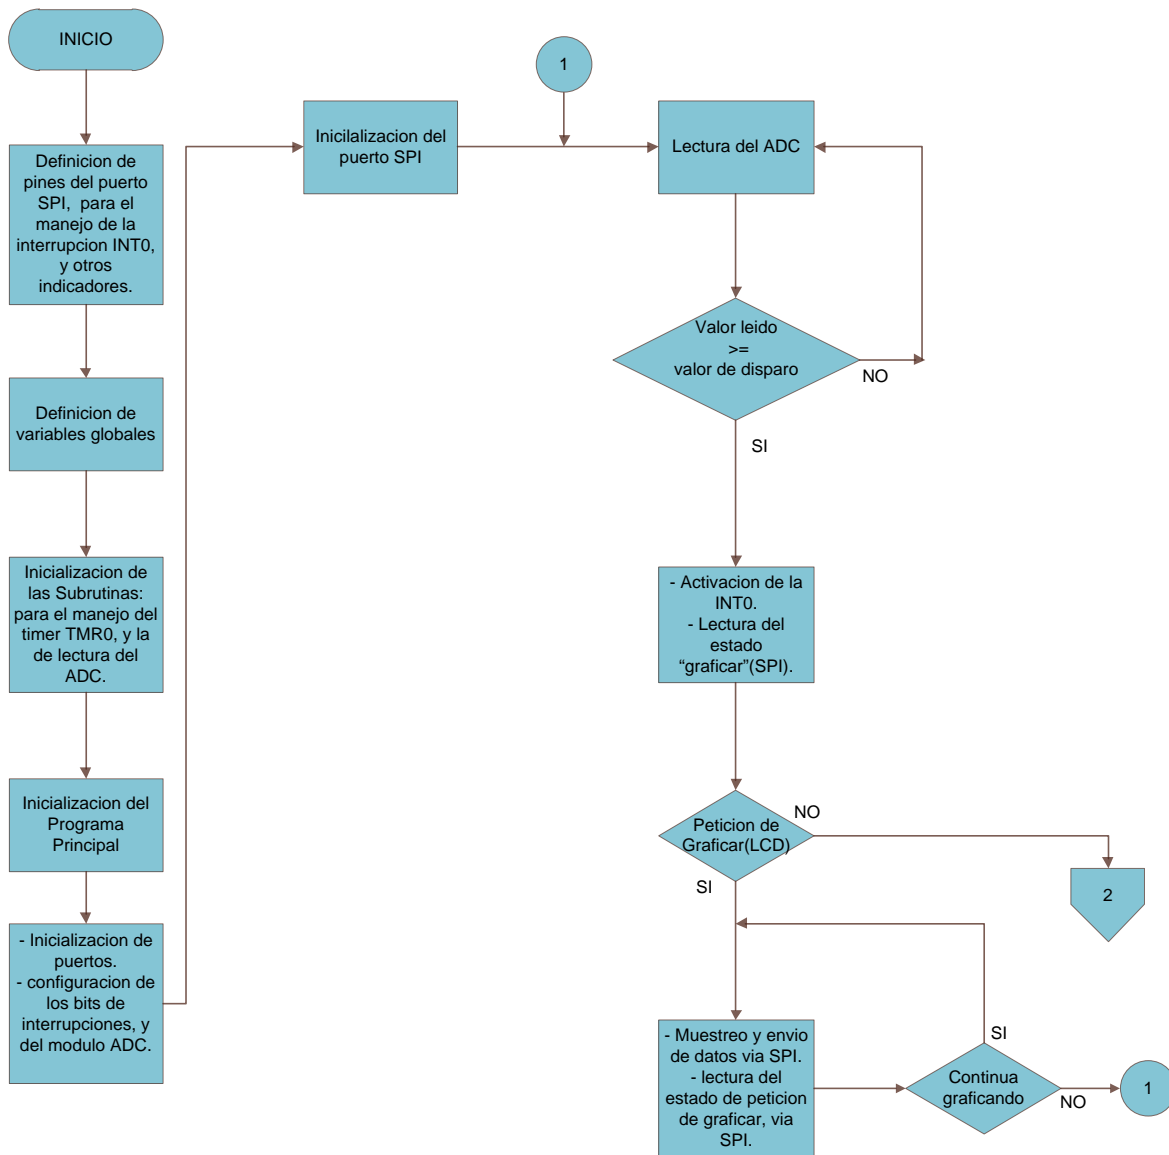 INICIO
Definicion de
pines del puerto
SPI,  para el
manejo de la
interrupcion INT0,
y otros
indicadores.
Definicion de
variables globales
Inicializacion de
las Subrutinas:
para el manejo del
timer TMR0, y la
de lectura del
ADC.
Inicializacion del
Programa
Principal
- Inicializacion de
puertos.
- configuracion de
los bits de
interrupciones, y
del modulo ADC.
Inicilalizacion del
puerto SPI
1
Lectura del ADC
Valor leido
>=
valor de disparo
NO
SI
- Activacion de la
INT0.
- Lectura del
estado
“graficar”(SPI).
Peticion de
Graficar(LCD)
NO
SI
2
- Muestreo y envio
de datos via SPI.
- lectura del
estado de peticion
de graficar, via
SPI.
SI
Continua
graficando
NO
1